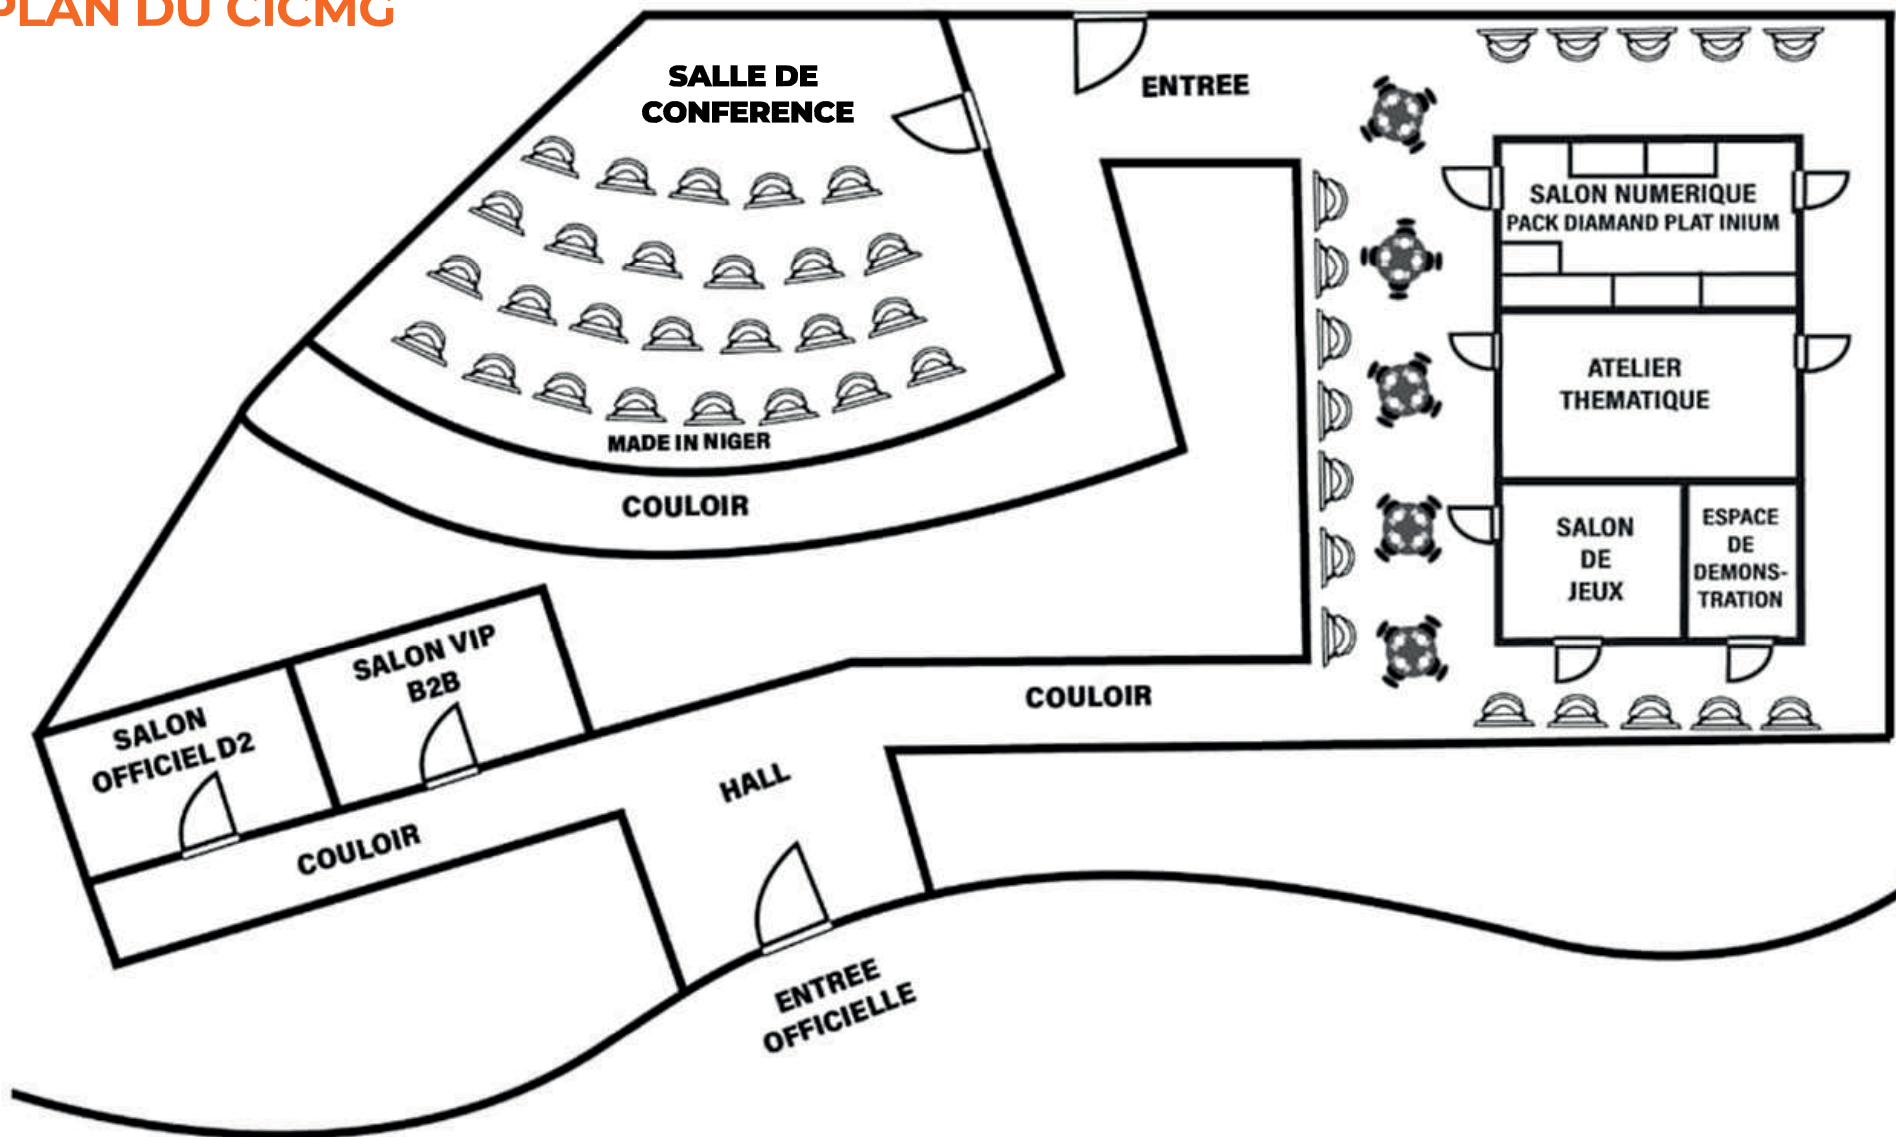 PLAN DU CICMG
SALLE DE
CONFERENCE
ENTREE
SALON NUMERIQUE
PACK DIAMAND PLAT INIUM
ATELIER
THEMATIQUE
MADE IN NIGER
COULOIR
SALON
DE
JEUX
ESPACE
DE
DEMONS-
TRATION
SALON VIP
B2B
SALON
OFFICIEL D2
COULOIR
HALL
COULOIR
ENTREE
OFFICIELLE